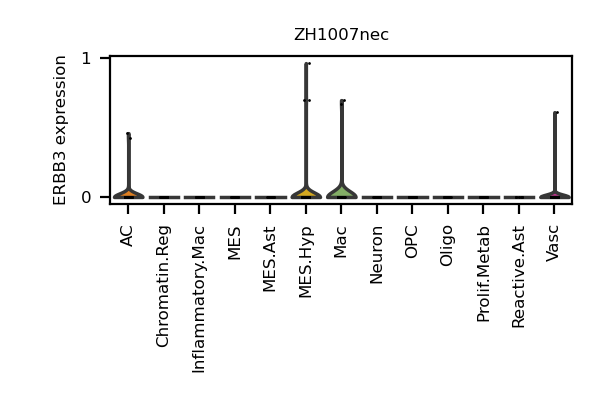 ZH1007nec
ERBB3 expression
1
0
AC
Chromatin.Reg
Inflammatory.Mac
MES
MES.Ast
MES.Hyp
Mac
Neuron
OPC
Oligo
Prolif.Metab
Reactive.Ast
Vasc